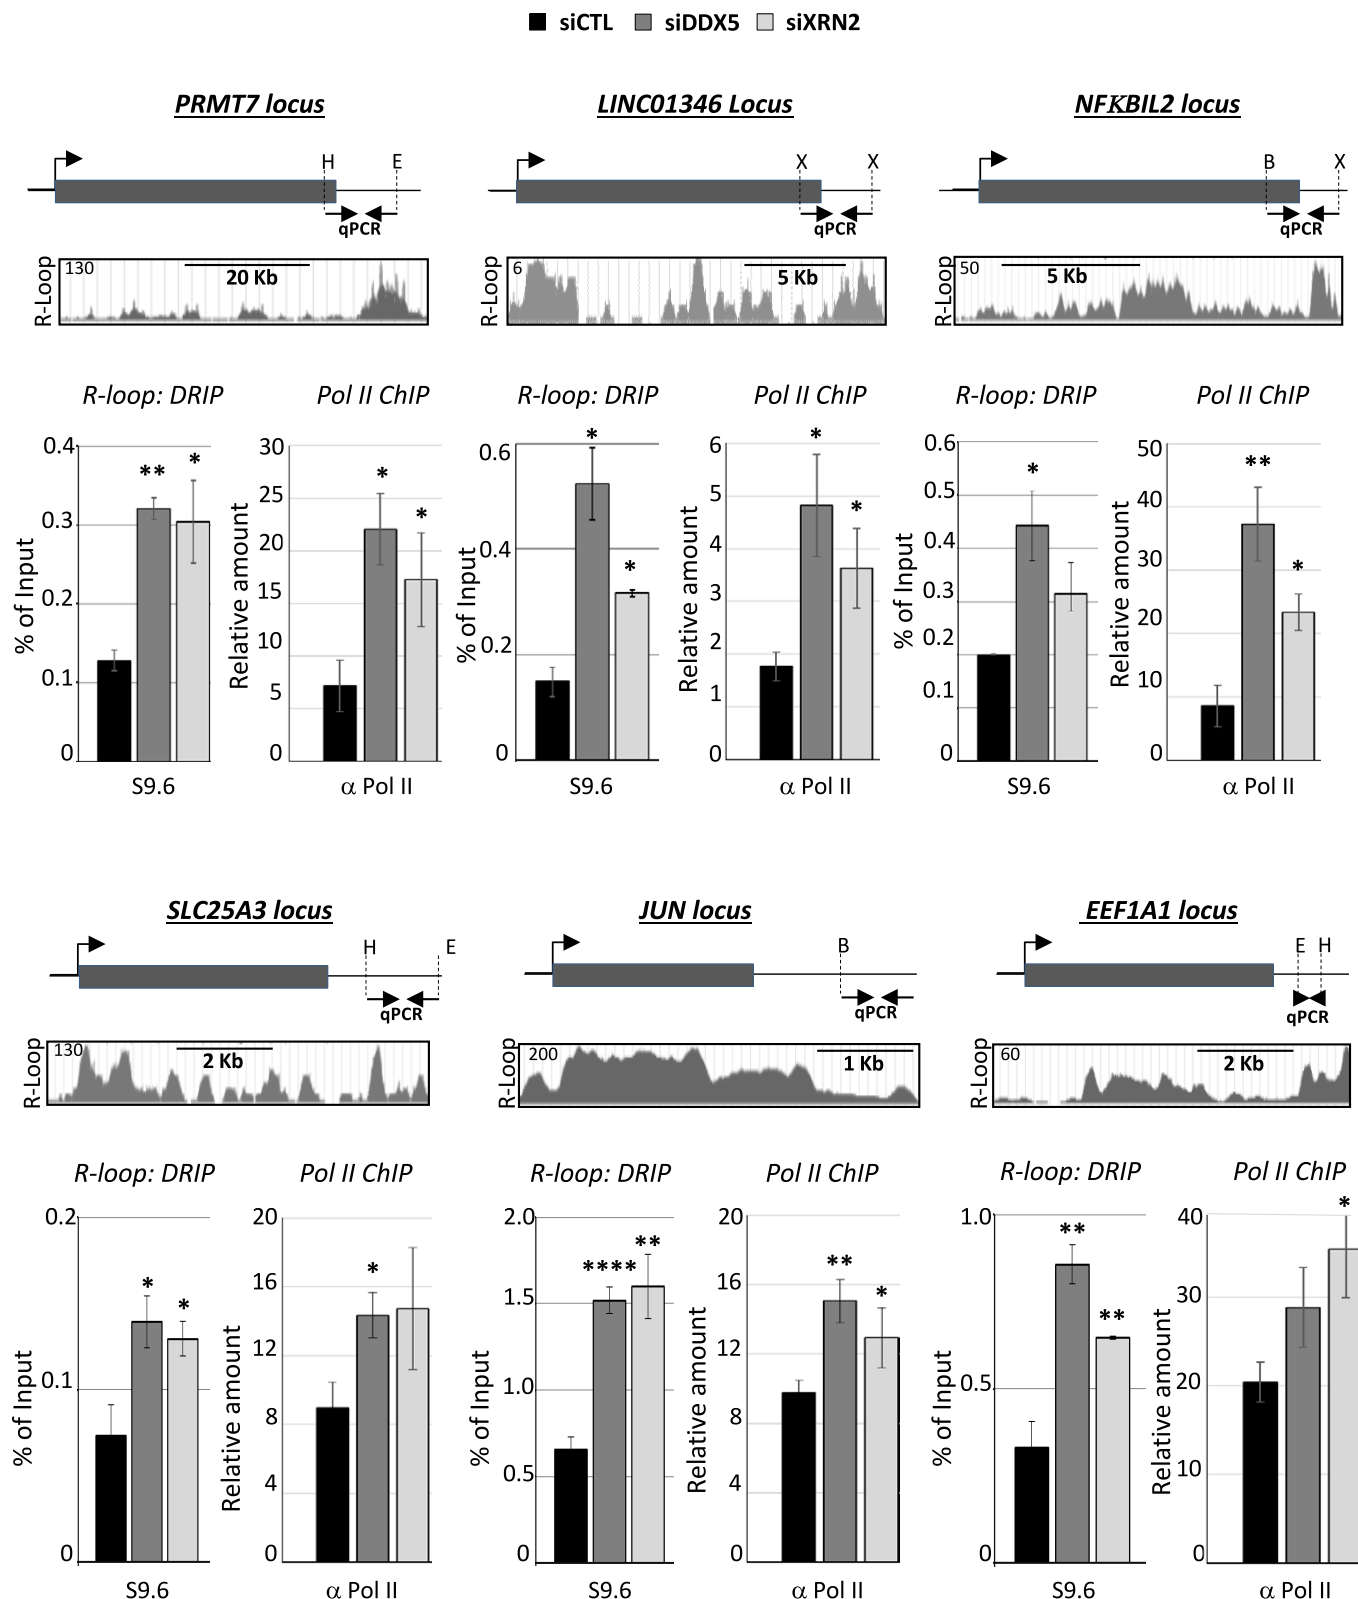 siCTL siDDX5 siXRN2
PRMT7 locus
H E
qPCR
R-Loop
130
20 Kb
R-loop: DRIP
% of Input
0.4
0.3
0.2
0.1
0
** *
S9.6
Pol II ChIP
Relative amount
30
25
20
15
10
5
0
* *
α Pol II
LINC01346 Locus
X X
qPCR
R-Loop
6
5 Kb
R-loop: DRIP
% of Input
0.6
0.4
0.2
0
* *
S9.6
Pol II ChIP
Relative amount
6
5
4
3
2
1
0
* *
α Pol II
NFKBIL2 locus
B X
qPCR
R-Loop
50
5 Kb
R-loop: DRIP
% of Input
0.6
0.5
0.4
0.3
0.2
0.1
0
*
S9.6
Pol II ChIP
Relative amount
50
40
30
20
10
0
** *
α Pol II
SLC25A3 locus
H E
qPCR
R-Loop
130
2 Kb
R-loop: DRIP
% of Input
0.2
0.1
0
* *
S9.6
Pol II ChIP
Relative amount
20
16
12
8
4
0
*
α Pol II
JUN locus
B
qPCR
R-Loop
200
1 Kb
R-loop: DRIP
% of Input
2.0
1.5
1.0
0.5
0
**** **
S9.6
Pol II ChIP
Relative amount
20
16
12
8
4
0
** *
α Pol II
EEF1A1 locus
E H
qPCR
R-Loop
60
2 Kb
R-loop: DRIP
% of Input
1.0
0.5
0
** **
S9.6
Pol II ChIP
Relative amount
40
30
20
10
0
*
α Pol II